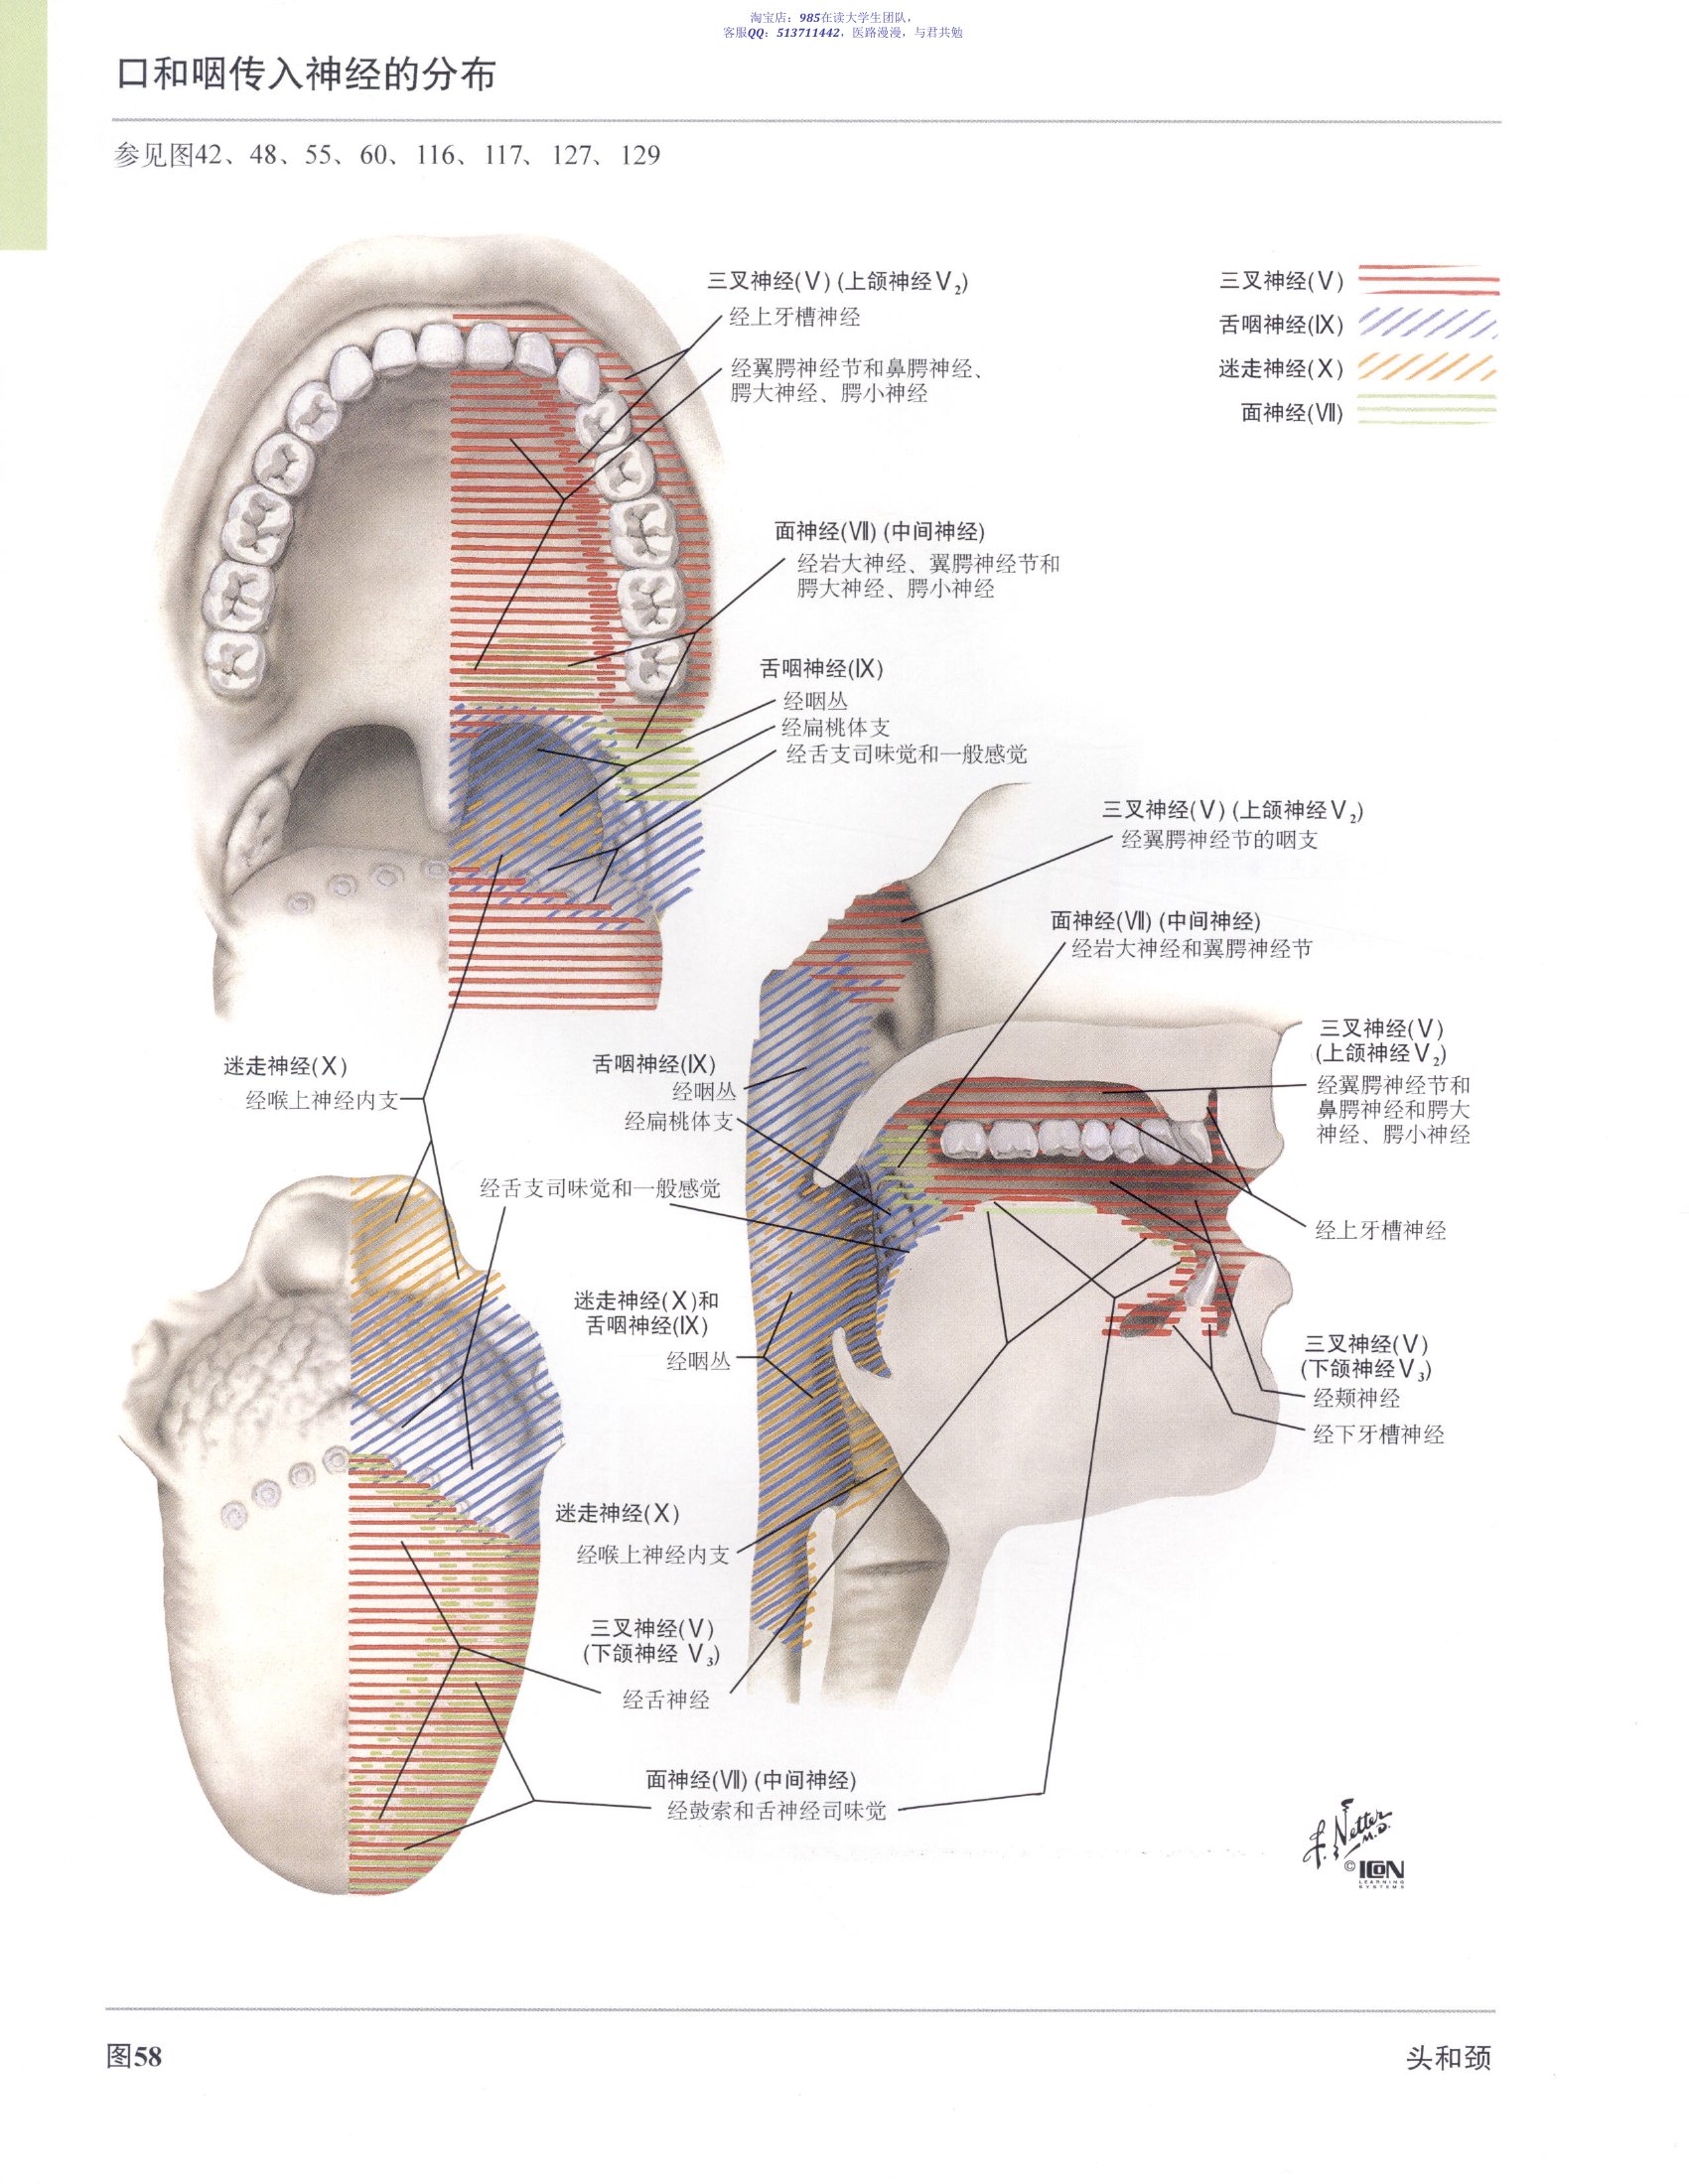 淘宝店：985在读大学生团队，
客服QQ：513711442，医路漫漫，与君共勉
口和咽传入神经的分布
参见图42、48、55、60、116、117、127、129
三叉神经(Ⅴ) (上颌神经Ⅴ₂)
经上牙槽神经
经翼腭神经节和鼻腭神经、
腭大神经、腭小神经
三叉神经(Ⅴ)
舌咽神经(Ⅸ)
迷走神经(Ⅹ)
面神经(Ⅶ)
面神经(Ⅶ) (中间神经)
经岩大神经、翼腭神经节和
腭大神经、腭小神经
舌咽神经(Ⅸ)
经咽丛
经扁桃体支
经舌支司味觉和一般感觉
三叉神经(Ⅴ) (上颌神经Ⅴ₂)
经翼腭神经节的咽支
面神经(Ⅶ) (中间神经)
经岩大神经和翼腭神经节
三叉神经(Ⅴ)
(上颌神经Ⅴ₂)
经翼腭神经节和
鼻腭神经和腭大
神经、腭小神经
经上牙槽神经
迷走神经(Ⅹ)
经喉上神经内支
舌咽神经(Ⅸ)
经咽丛
经扁桃体支
经舌支司味觉和一般感觉
迷走神经(Ⅹ)和
舌咽神经(Ⅸ)
经咽丛
三叉神经(Ⅴ)
(下颌神经Ⅴ₃)
经颊神经
经下牙槽神经
迷走神经(Ⅹ)
经喉上神经内支
三叉神经(Ⅴ)
(下颌神经 Ⅴ₃)
经舌神经
面神经(Ⅶ) (中间神经)
经鼓索和舌神经司味觉
F. Netter
M.D.
© ICON
LEARNING
SYSTEMS
图58
头和颈